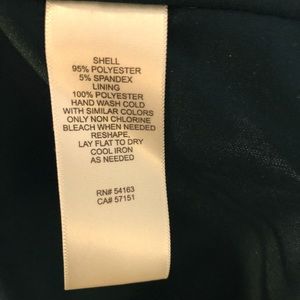 SHELL
95% POLYESTER
5% SPANDEX
LINING
100% POLYESTER
HAND WASH COLD
WITH SIMILAR COLORS
ONLY NON CHLORINE
BLEACH WHEN NEEDED
RESHAPE,
LAY FLAT TO DRY
COOL IRON
AS NEEDED
RN# 54163
CA# 57151